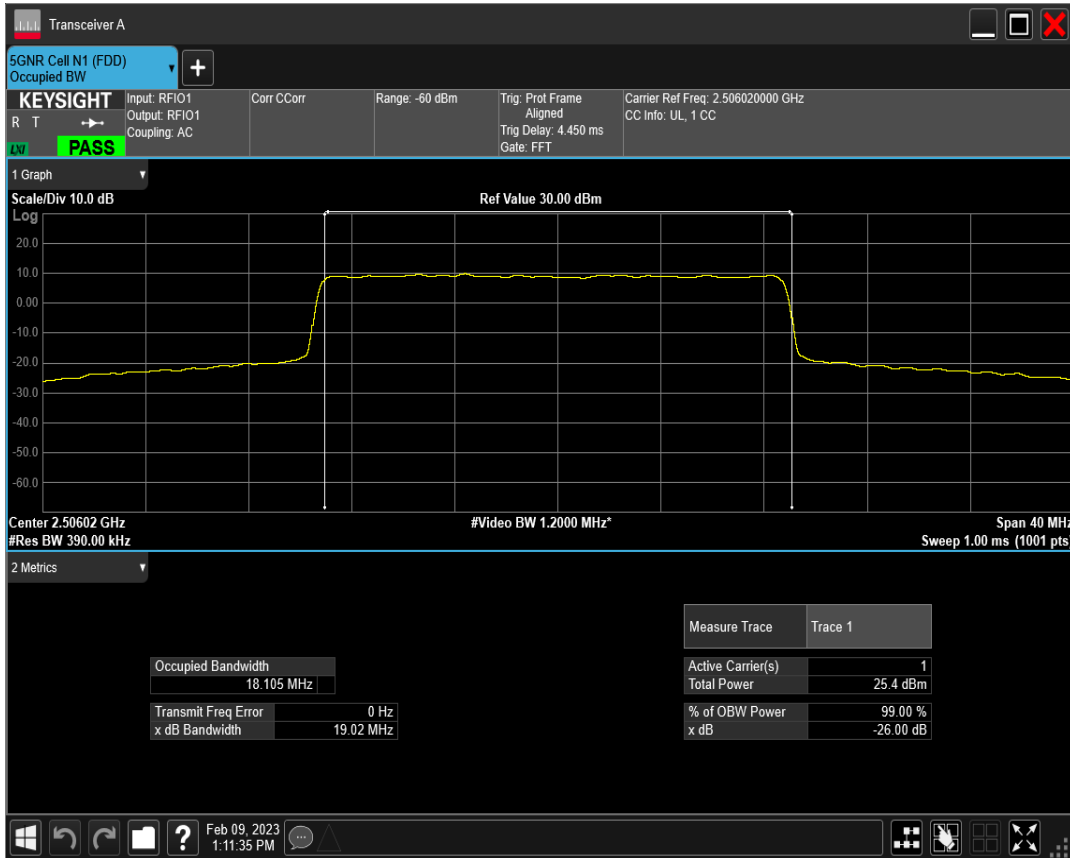 Transceiver A
5GNR Cell N1 (FDD)
Occupied BW
+
KEYSIGHT
R T
LXI
PASS
Input: RFIO1
Output: RFIO1
Coupling: AC
Corr CCorr
Range: -60 dBm
Trig: Prot Frame
Aligned
Trig Delay: 4.450 ms
Gate: FFT
Carrier Ref Freq: 2.506020000 GHz
CC Info: UL, 1 CC
1 Graph
Scale/Div 10.0 dB
Ref Value 30.00 dBm
Log
20.0
10.0
0.00
-10.0
-20.0
-30.0
-40.0
-50.0
-60.0
Center 2.50602 GHz
#Video BW 1.2000 MHz*
Span 40 MHz
#Res BW 390.00 kHz
Sweep 1.00 ms (1001 pts)
2 Metrics
Measure Trace Trace 1
Occupied Bandwidth
18.105 MHz
Active Carrier(s) 1
Total Power 25.4 dBm
Transmit Freq Error 0 Hz
x dB Bandwidth 19.02 MHz
% of OBW Power 99.00 %
x dB -26.00 dB
?
Feb 09, 2023
1:11:35 PM